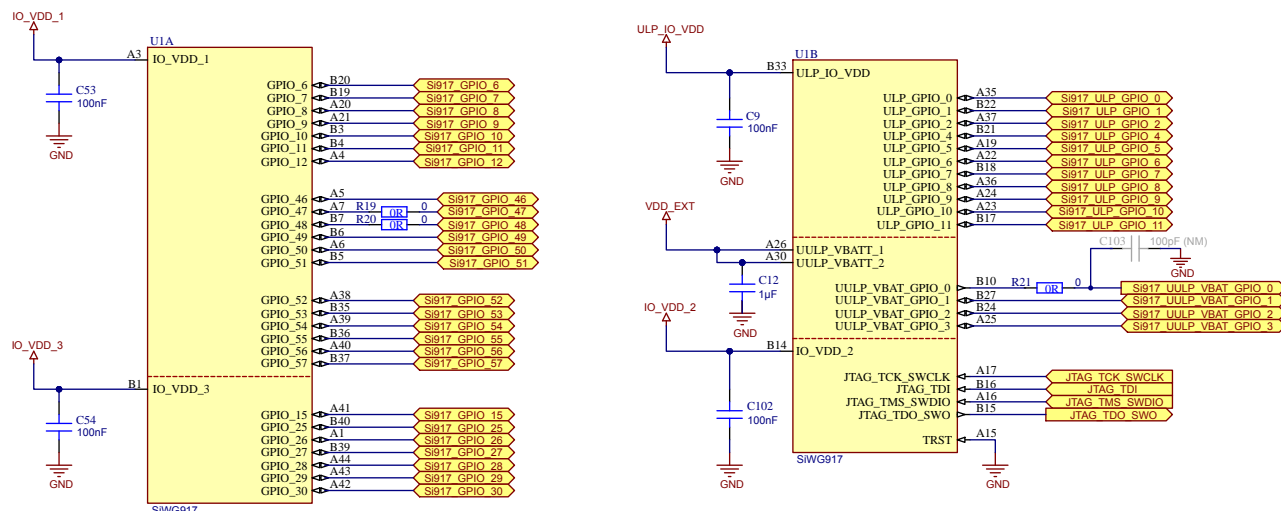 IO_VDD_1
U1A
A3 IO_VDD_1
C53
100nF
GND
GPIO_6 B20 Si917_GPIO_6
GPIO_7 B19 Si917_GPIO_7
GPIO_8 A20 Si917_GPIO_8
GPIO_9 A21 Si917_GPIO_9
GPIO_10 B3 Si917_GPIO_10
GPIO_11 B4 Si917_GPIO_11
GPIO_12 A4 Si917_GPIO_12
GPIO_46 A5 Si917_GPIO_46
GPIO_47 A7 R19 0R 0 Si917_GPIO_47
GPIO_48 B7 R20 0R 0 Si917_GPIO_48
GPIO_49 B6 Si917_GPIO_49
GPIO_50 A6 Si917_GPIO_50
GPIO_51 B5 Si917_GPIO_51
GPIO_52 A38 Si917_GPIO_52
GPIO_53 B35 Si917_GPIO_53
GPIO_54 A39 Si917_GPIO_54
GPIO_55 B36 Si917_GPIO_55
GPIO_56 A40 Si917_GPIO_56
GPIO_57 B37 Si917_GPIO_57
IO_VDD_3
B1 IO_VDD_3
C54
100nF
GND
GPIO_15 A41 Si917_GPIO_15
GPIO_25 B40 Si917_GPIO_25
GPIO_26 A1 Si917_GPIO_26
GPIO_27 B39 Si917_GPIO_27
GPIO_28 A44 Si917_GPIO_28
GPIO_29 A43 Si917_GPIO_29
GPIO_30 A42 Si917_GPIO_30
SiWG917
ULP_IO_VDD
U1B
B33 ULP_IO_VDD
C9
100nF
GND
ULP_GPIO_0 A35 Si917_ULP_GPIO_0
ULP_GPIO_1 B22 Si917_ULP_GPIO_1
ULP_GPIO_2 A37 Si917_ULP_GPIO_2
ULP_GPIO_4 B21 Si917_ULP_GPIO_4
ULP_GPIO_5 A19 Si917_ULP_GPIO_5
ULP_GPIO_6 A22 Si917_ULP_GPIO_6
ULP_GPIO_7 B18 Si917_ULP_GPIO_7
ULP_GPIO_8 A36 Si917_ULP_GPIO_8
ULP_GPIO_9 A24 Si917_ULP_GPIO_9
ULP_GPIO_10 A23 Si917_ULP_GPIO_10
ULP_GPIO_11 B17 Si917_ULP_GPIO_11
VDD_EXT
A26 UULP_VBATT_1
A30 UULP_VBATT_2
C12
1µF
GND
C103 100pF (NM)
GND
UULP_VBAT_GPIO_0 B10 R21 0R 0 Si917_UULP_VBAT_GPIO_0
UULP_VBAT_GPIO_1 B27 Si917_UULP_VBAT_GPIO_1
UULP_VBAT_GPIO_2 B24 Si917_UULP_VBAT_GPIO_2
UULP_VBAT_GPIO_3 A25 Si917_UULP_VBAT_GPIO_3
IO_VDD_2
B14 IO_VDD_2
C102
100nF
GND
JTAG_TCK_SWCLK A17 JTAG_TCK_SWCLK
JTAG_TDI B16 JTAG_TDI
JTAG_TMS_SWDIO A16 JTAG_TMS_SWDIO
JTAG_TDO_SWO B15 JTAG_TDO_SWO
TRST A15
GND
SiWG917